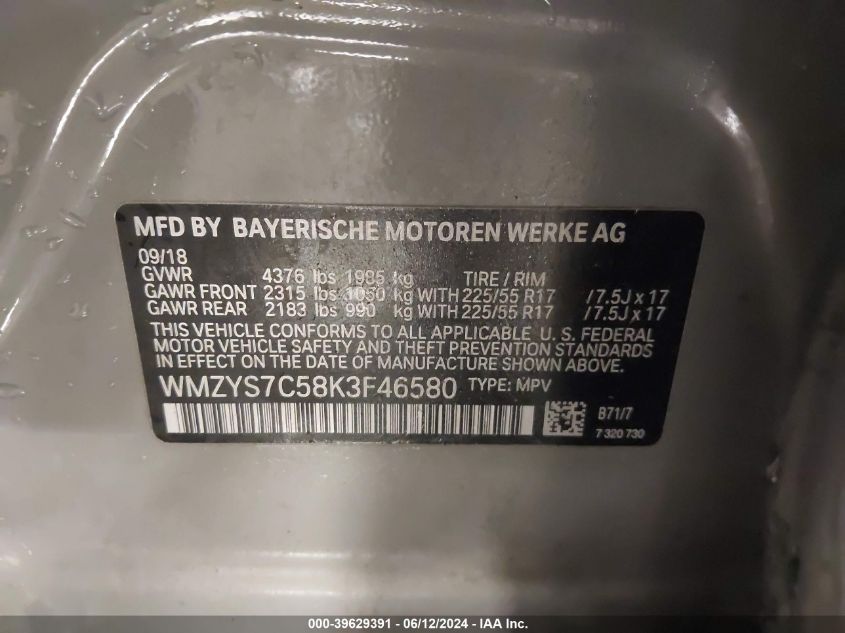 MFD BY BAYERISCHE MOTOREN WERKE AG
09/18
GVWR 4376 lbs 1985 kg TIRE / RIM
GAWR FRONT 2315 lbs 1050 kg WITH 225/55 R17 /7.5J x 17
GAWR REAR 2183 lbs 990 kg WITH 225/55 R17 /7.5J x 17
THIS VEHICLE CONFORMS TO ALL APPLICABLE U. S. FEDERAL
MOTOR VEHICLE SAFETY AND THEFT PREVENTION STANDARDS
IN EFFECT ON THE DATE OF MANUFACTURE SHOWN ABOVE.
WMZYS7C58K3F46580 TYPE: MPV
B71/7
7 320 730
000-39629391 - 06/12/2024 - IAA, Inc.